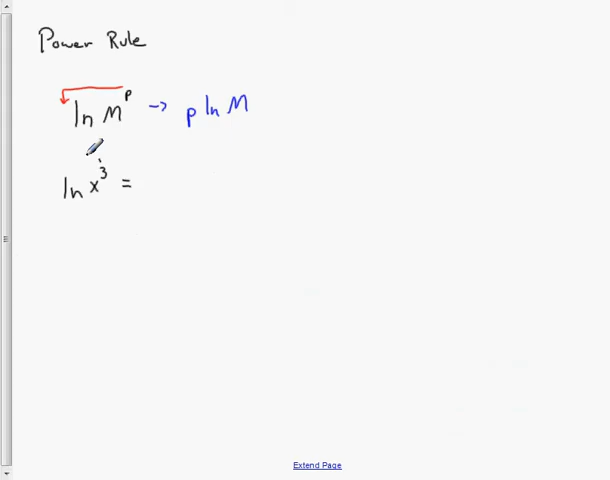 Power Rule
ln M^p → p ln M
ln x^3 =
Extend Page